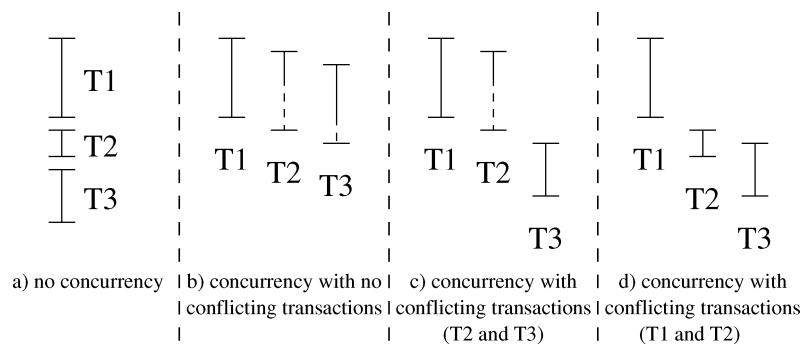 T1
T2
T3
T1
T2
T3
T1
T2
T3
T1
T2
T3
a) no concurrency
b) concurrency with no
conflicting transactions
c) concurrency with
conflicting transactions
(T2 and T3)
d) concurrency with
conflicting transactions
(T1 and T2)